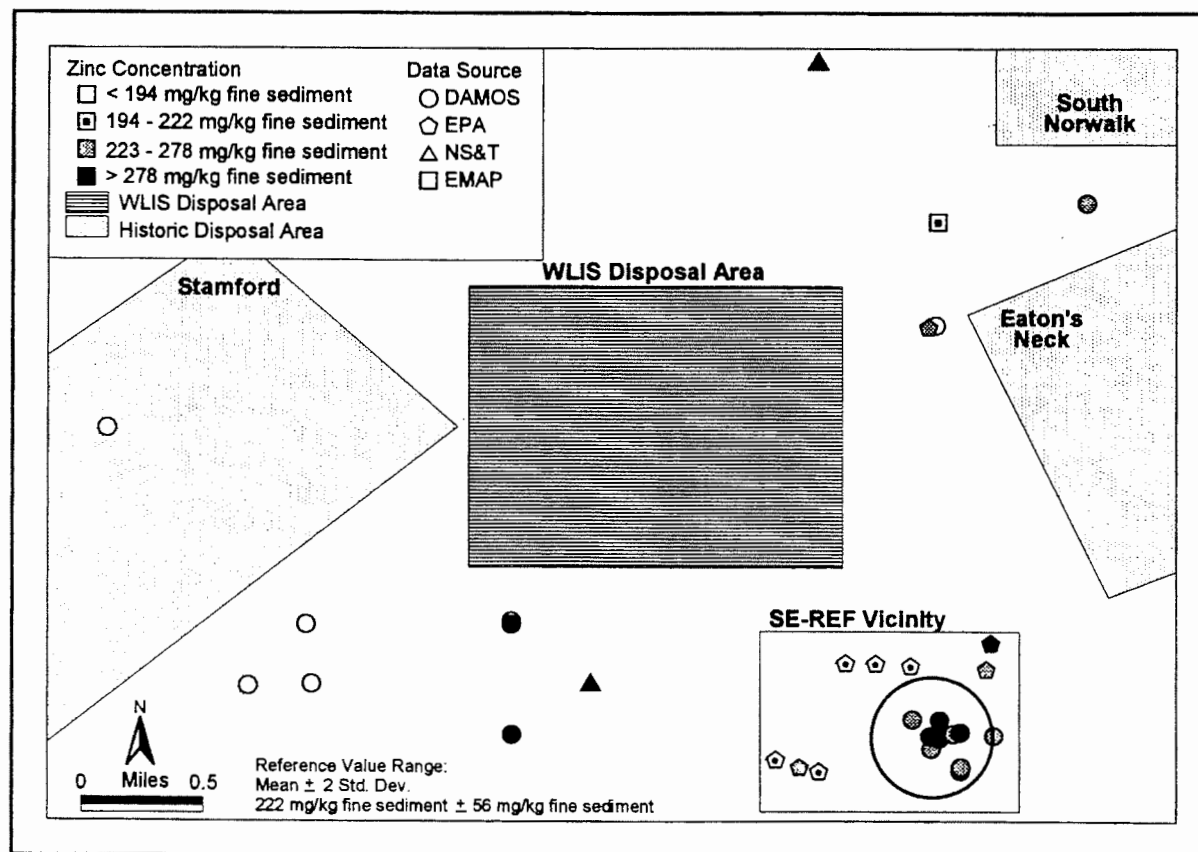 Zinc Concentration
< 194 mg/kg fine sediment
194 - 222 mg/kg fine sediment
223 - 278 mg/kg fine sediment
> 278 mg/kg fine sediment
WLIS Disposal Area
Historic Disposal Area
Data Source
DAMOS
EPA
NS&T
EMAP
South
Norwalk
Stamford
WLIS Disposal Area
Eaton's
Neck
SE-REF Vicinity
N
0 Miles 0.5
Reference Value Range:
Mean ± 2 Std. Dev.
222 mg/kg fine sediment ± 56 mg/kg fine sediment